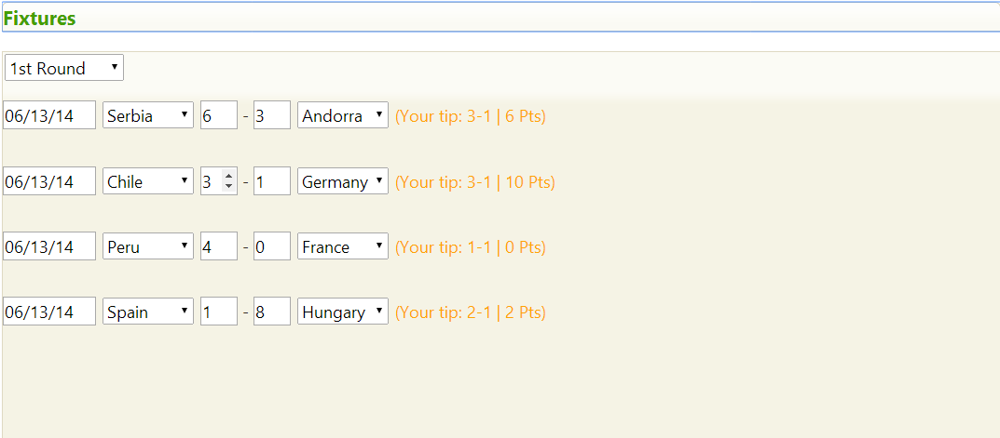 Fixtures
1st Round
06/13/14 Serbia 6 - 3 Andorra (Your tip: 3-1 | 6 Pts)
06/13/14 Chile 3 - 1 Germany (Your tip: 3-1 | 10 Pts)
06/13/14 Peru 4 - 0 France (Your tip: 1-1 | 0 Pts)
06/13/14 Spain 1 - 8 Hungary (Your tip: 2-1 | 2 Pts)